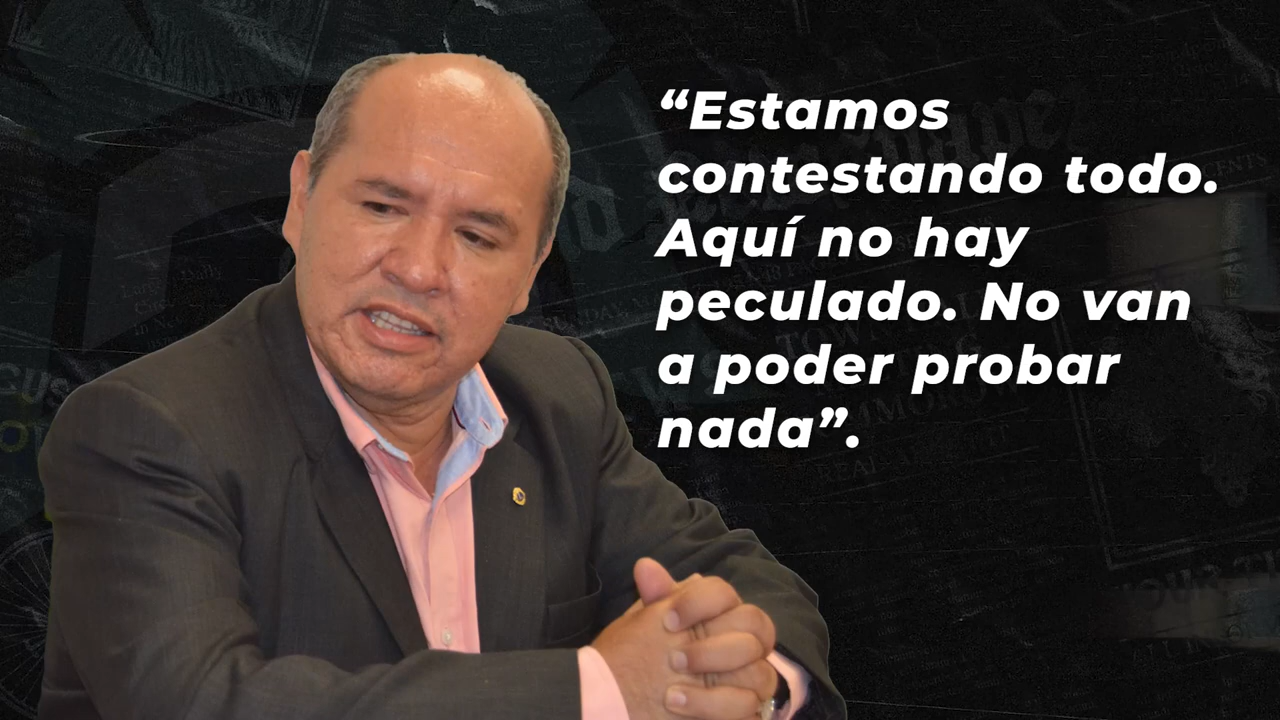 “Estamos
contestando todo.
Aquí no hay
peculado. No van
a poder probar
nada”.